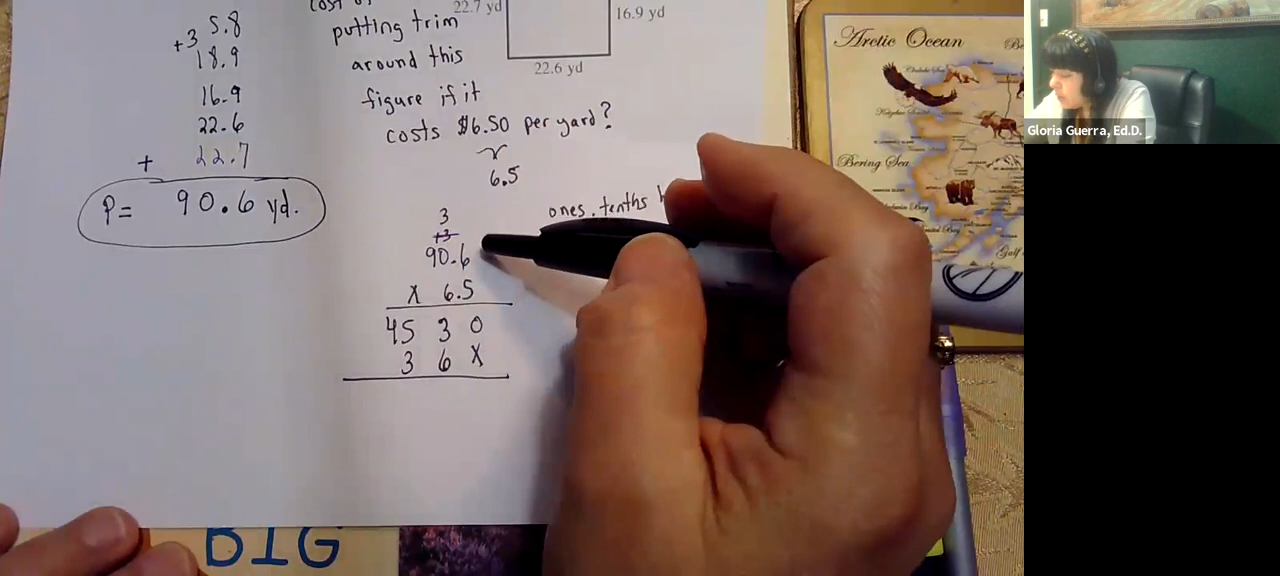 +3
5.8
18.9
16.9
22.6
+ 22.7
P= 90.6 yd.
cost of
putting trim
around this
figure if it
costs $6.50 per yard?
6.5
22.7 yd
16.9 yd
22.6 yd
ones.tenths
3
+3
90.6
x 6.5
45 3 0
3 6 X
BIG
Arctic Ocean
Bering Sea
Gulf
Gloria Guerra, Ed.D.